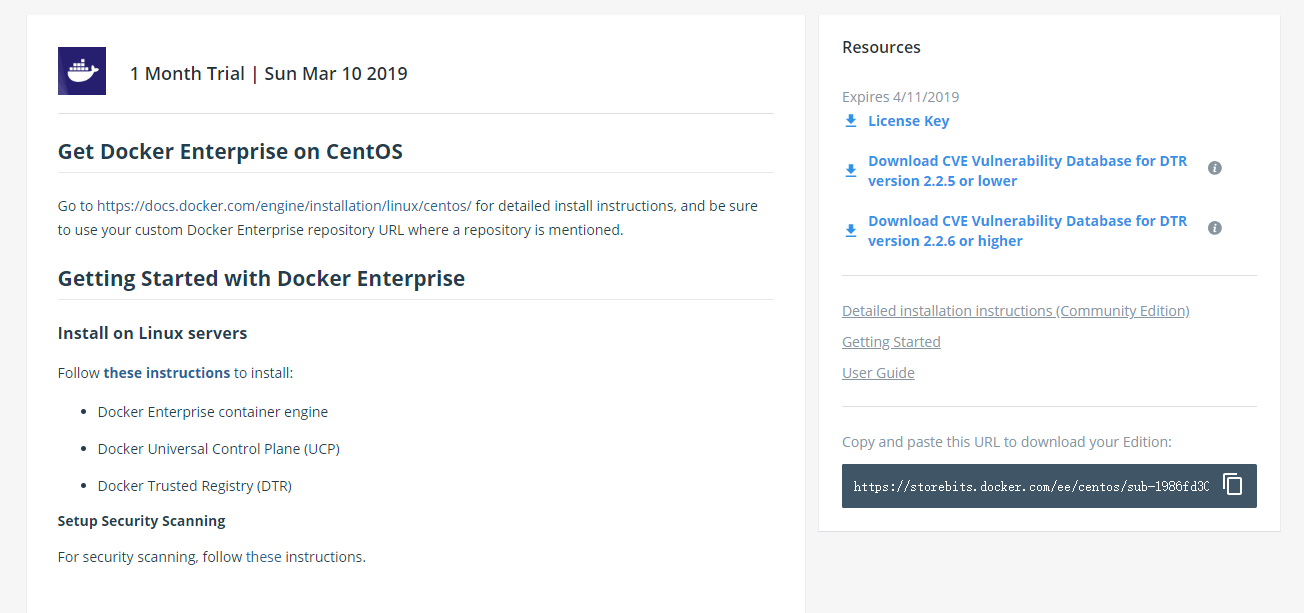 1 Month Trial | Sun Mar 10 2019
Get Docker Enterprise on CentOS
Go to https://docs.docker.com/engine/installation/linux/centos/ for detailed install instructions, and be sure
to use your custom Docker Enterprise repository URL where a repository is mentioned.
Getting Started with Docker Enterprise
Install on Linux servers
Follow these instructions to install:
• Docker Enterprise container engine
• Docker Universal Control Plane (UCP)
• Docker Trusted Registry (DTR)
Setup Security Scanning
For security scanning, follow these instructions.
Resources
Expires 4/11/2019
License Key
Download CVE Vulnerability Database for DTR
version 2.2.5 or lower
Download CVE Vulnerability Database for DTR
version 2.2.6 or higher
Detailed installation instructions (Community Edition)
Getting Started
User Guide
Copy and paste this URL to download your Edition:
https://storebits.docker.com/ee/centos/sub-1986fd30